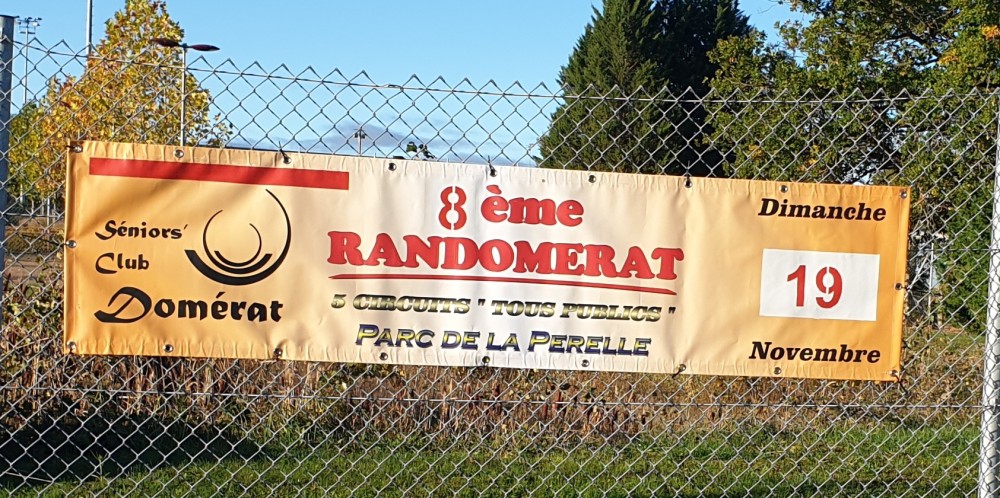 Séniors'
Club
Domérat
8 ème
RANDOMERAT
5 CIRCUITS " TOUS PUBLICS "
PARC DE LA PERELLE
Dimanche
19
Novembre